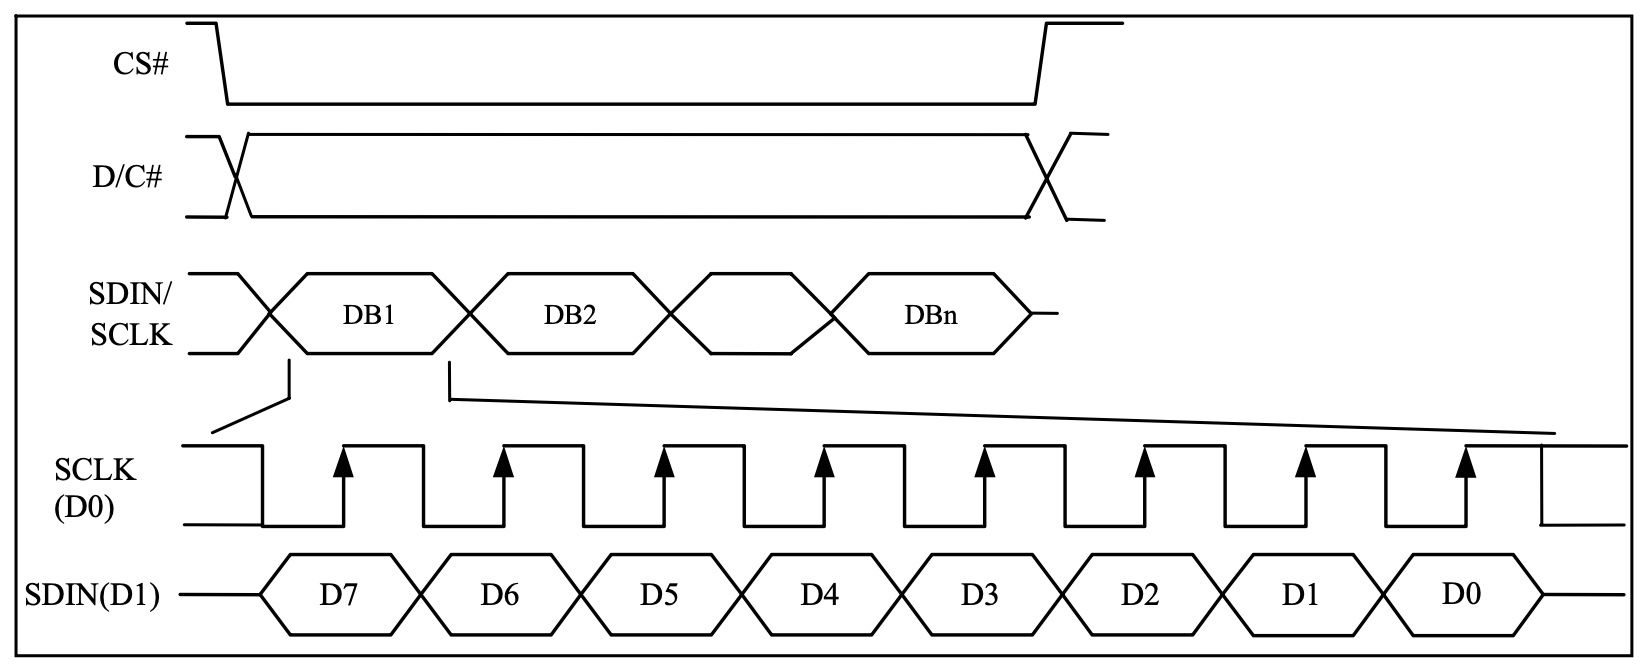 CS#
D/C#
SDIN/
SCLK
DB1 DB2 DBn
SCLK
(D0)
SDIN(D1) D7 D6 D5 D4 D3 D2 D1 D0